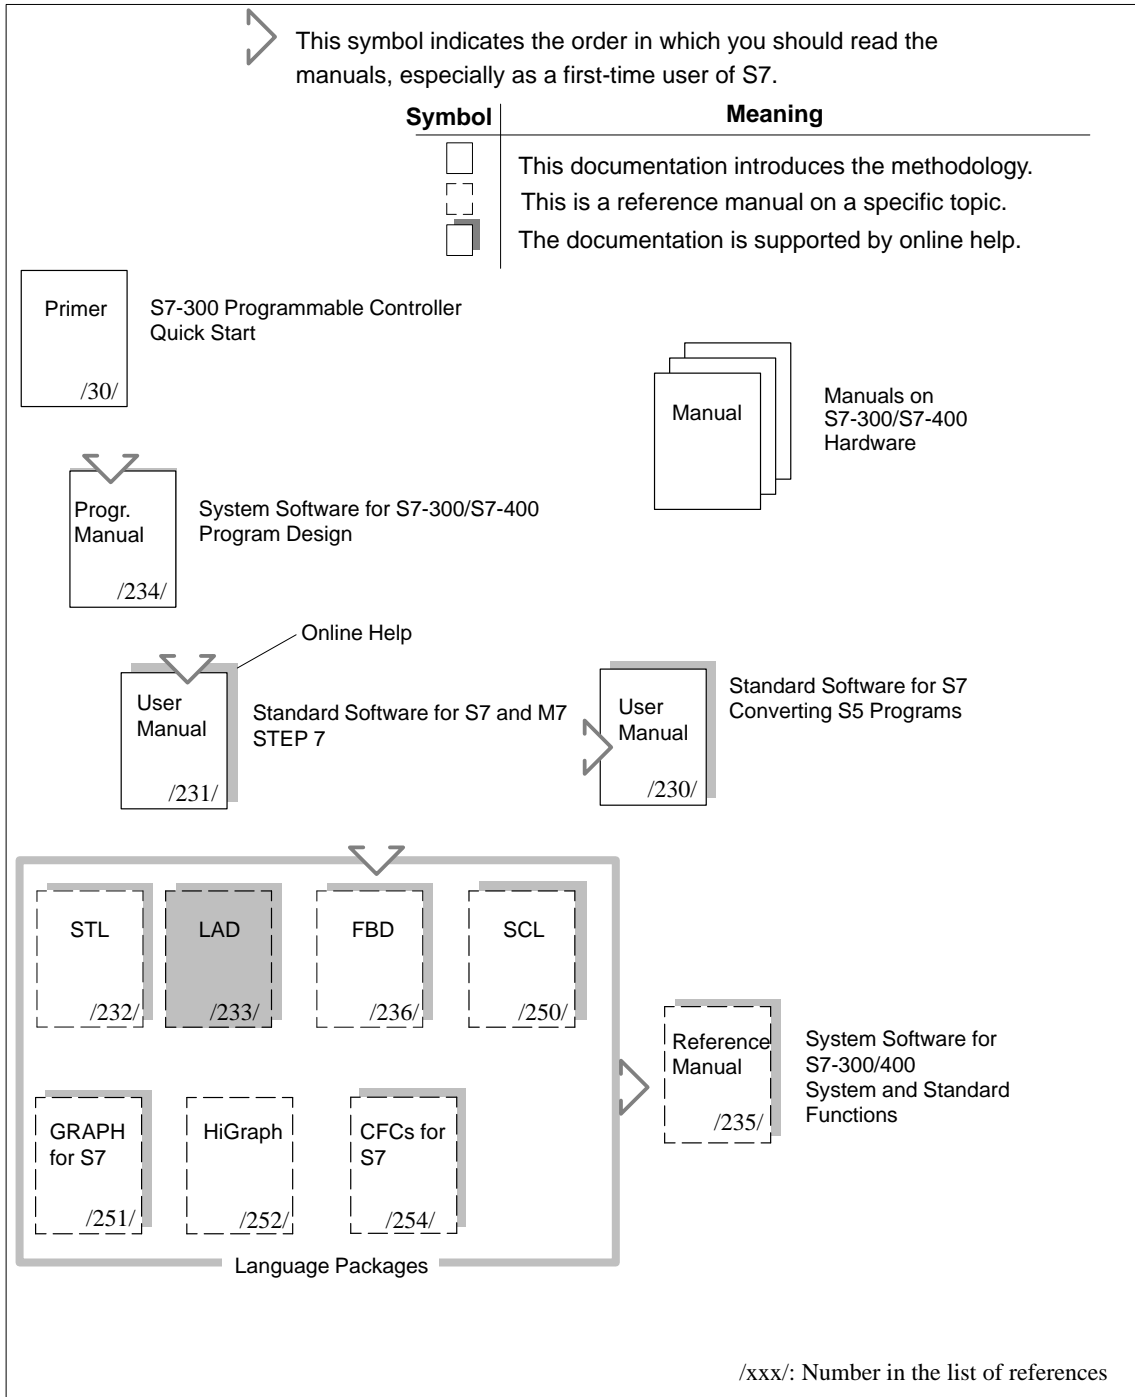 This symbol indicates the order in which you should read the
manuals, especially as a first-time user of S7.
Symbol Meaning
This documentation introduces the methodology.
This is a reference manual on a specific topic.
The documentation is supported by online help.
Primer
/30/
S7-300 Programmable Controller
Quick Start
Manual
Manuals on
S7-300/S7-400
Hardware
Progr.
Manual
/234/
System Software for S7-300/S7-400
Program Design
Online Help
User
Manual
/231/
Standard Software for S7 and M7
STEP 7
User
Manual
/230/
Standard Software for S7
Converting S5 Programs
STL
/232/
LAD
/233/
FBD
/236/
SCL
/250/
GRAPH
for S7
/251/
HiGraph
/252/
CFCs for
S7
/254/
Language Packages
Reference
Manual
/235/
System Software for
S7-300/400
System and Standard
Functions
/xxx/: Number in the list of references